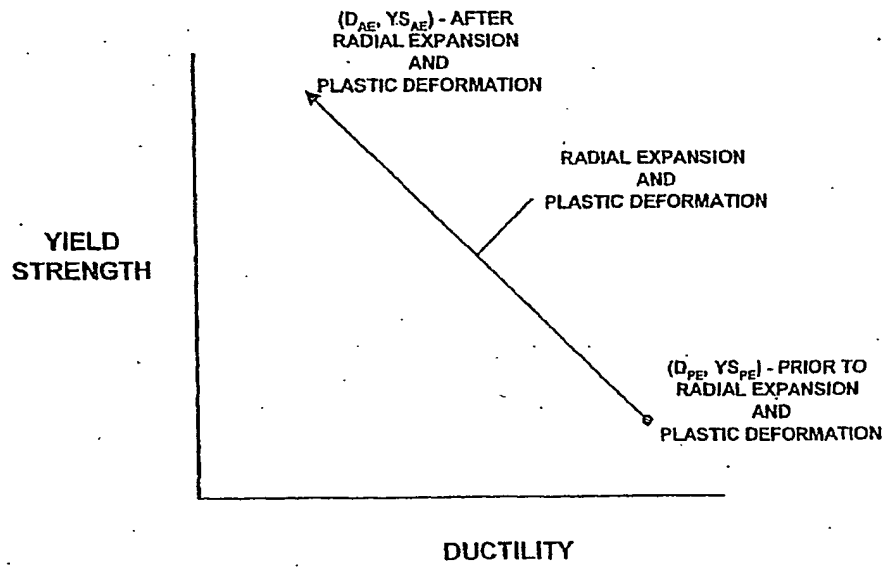 (D_AE, YS_AE) - AFTER
RADIAL EXPANSION
AND
PLASTIC DEFORMATION
RADIAL EXPANSION
AND
PLASTIC DEFORMATION
YIELD
STRENGTH
(D_PE, YS_PE) - PRIOR TO
RADIAL EXPANSION
AND
PLASTIC DEFORMATION
DUCTILITY